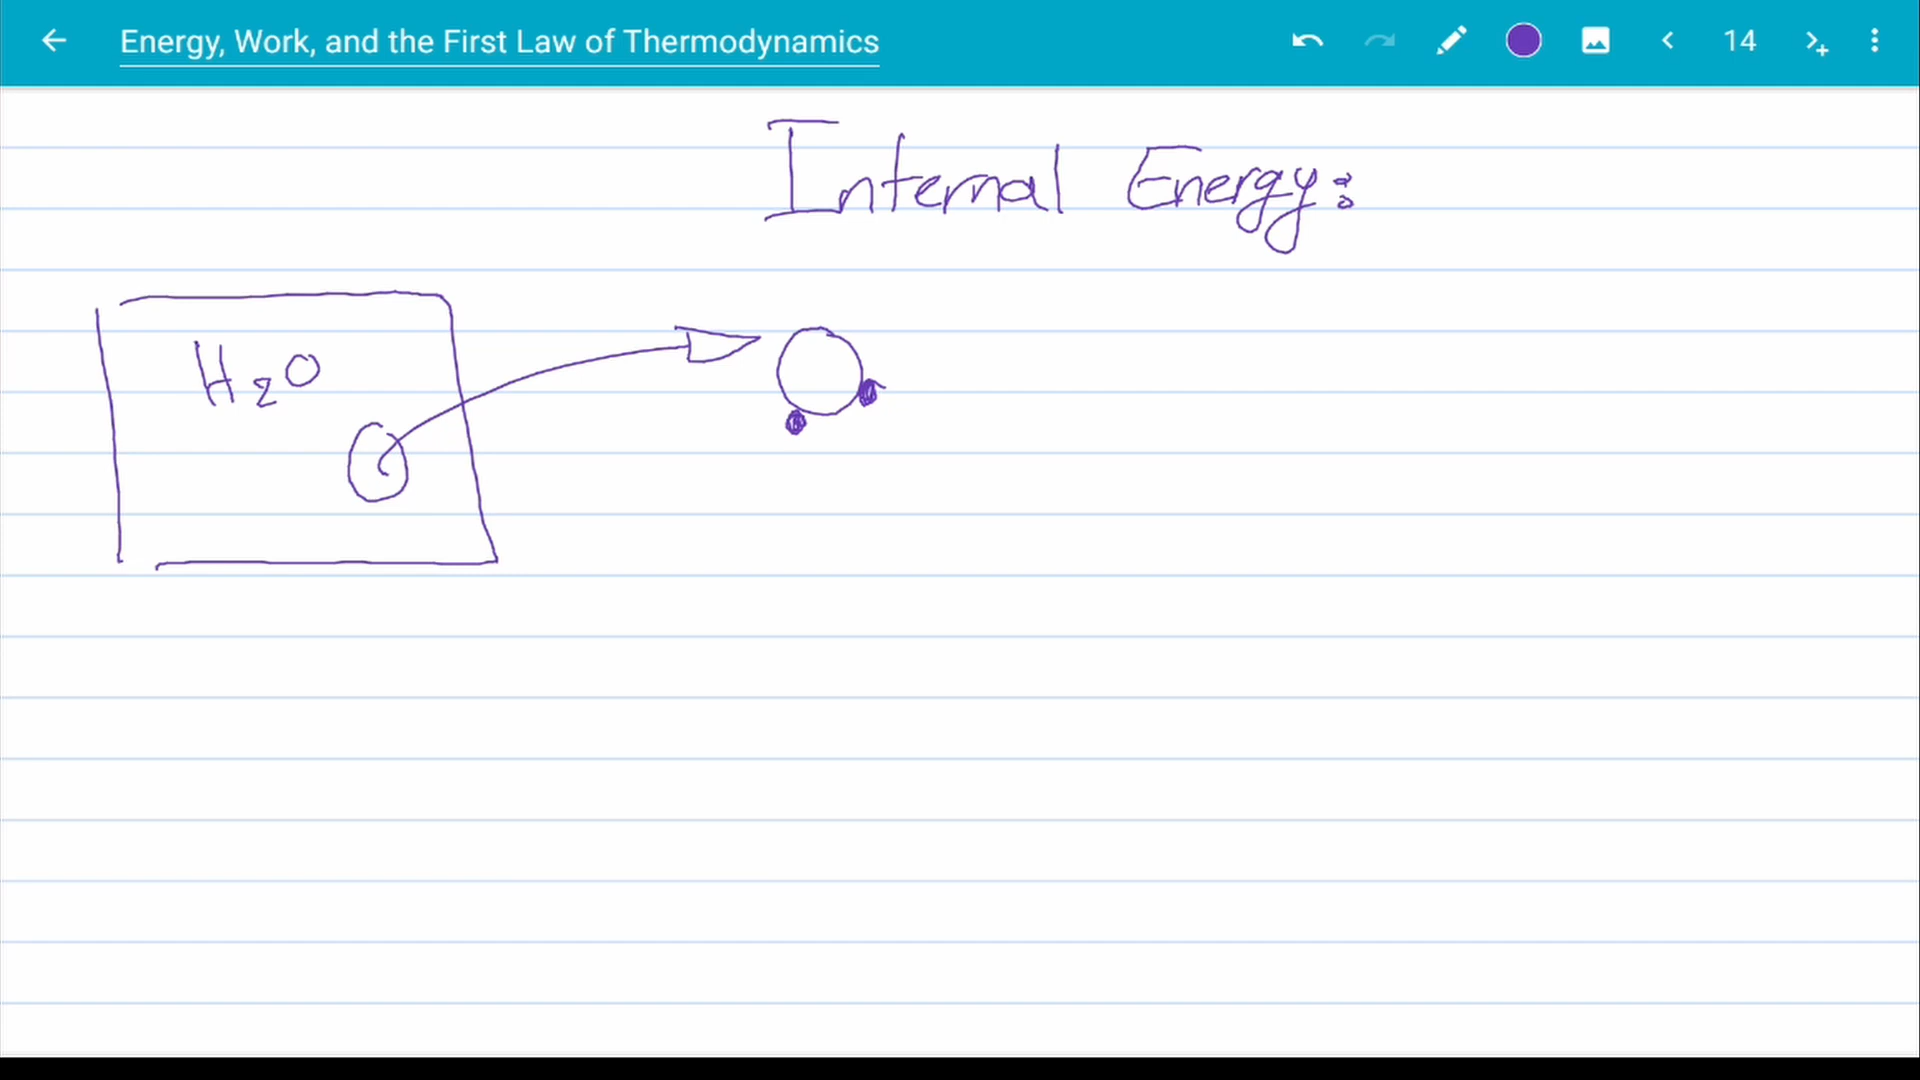 Energy, Work, and the First Law of Thermodynamics
14
Internal Energy:
H₂O